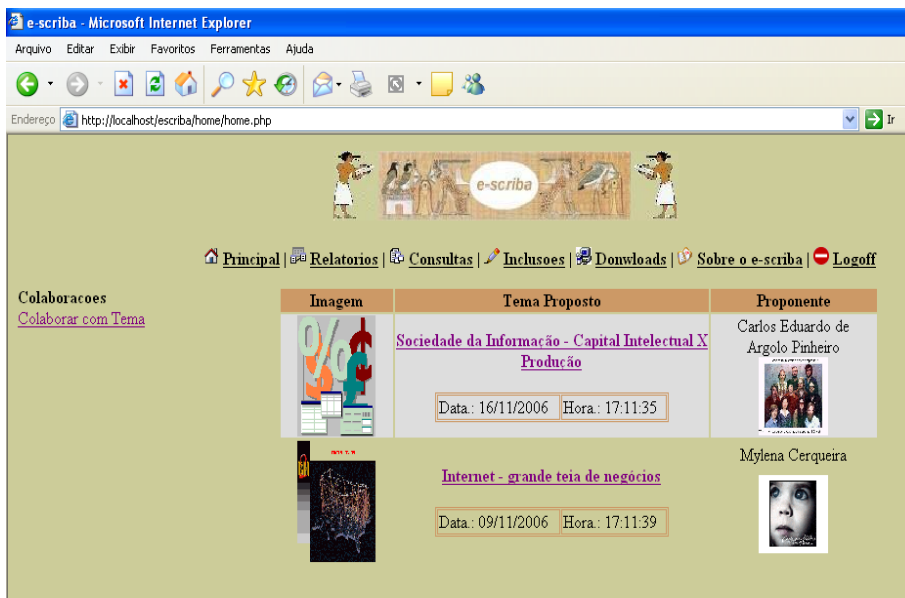 e-scriba - Microsoft Internet Explorer
Arquivo Editar Exibir Favoritos Ferramentas Ajuda
Endereço http://localhost/escriba/home/home.php Ir
e-scriba
Principal | Relatorios | Consultas | Inclusoes | Donwloads | Sobre o e-scriba | Logoff
Colaboracoes
Colaborar com Tema
Imagem Tema Proposto Proponente
Sociedade da Informação - Capital Intelectual X
Produção
Data.: 16/11/2006 Hora.: 17:11:35
Carlos Eduardo de
Argolo Pinheiro
Internet - grande teia de negócios
Data.: 09/11/2006 Hora.: 17:11:39
Mylena Cerqueira